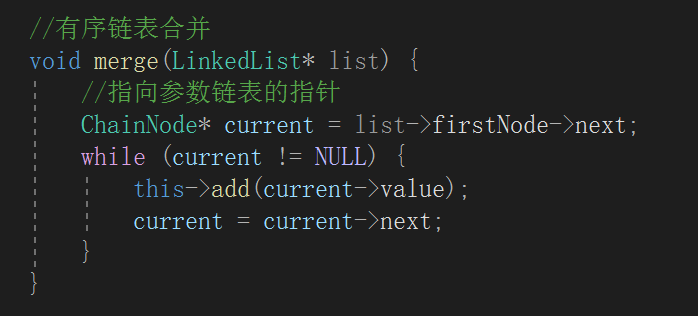 //有序链表合并
void merge(LinkedList* list) {
//指向参数链表的指针
ChainNode* current = list->firstNode->next;
while (current != NULL) {
this->add(current->value);
current = current->next;
}
}